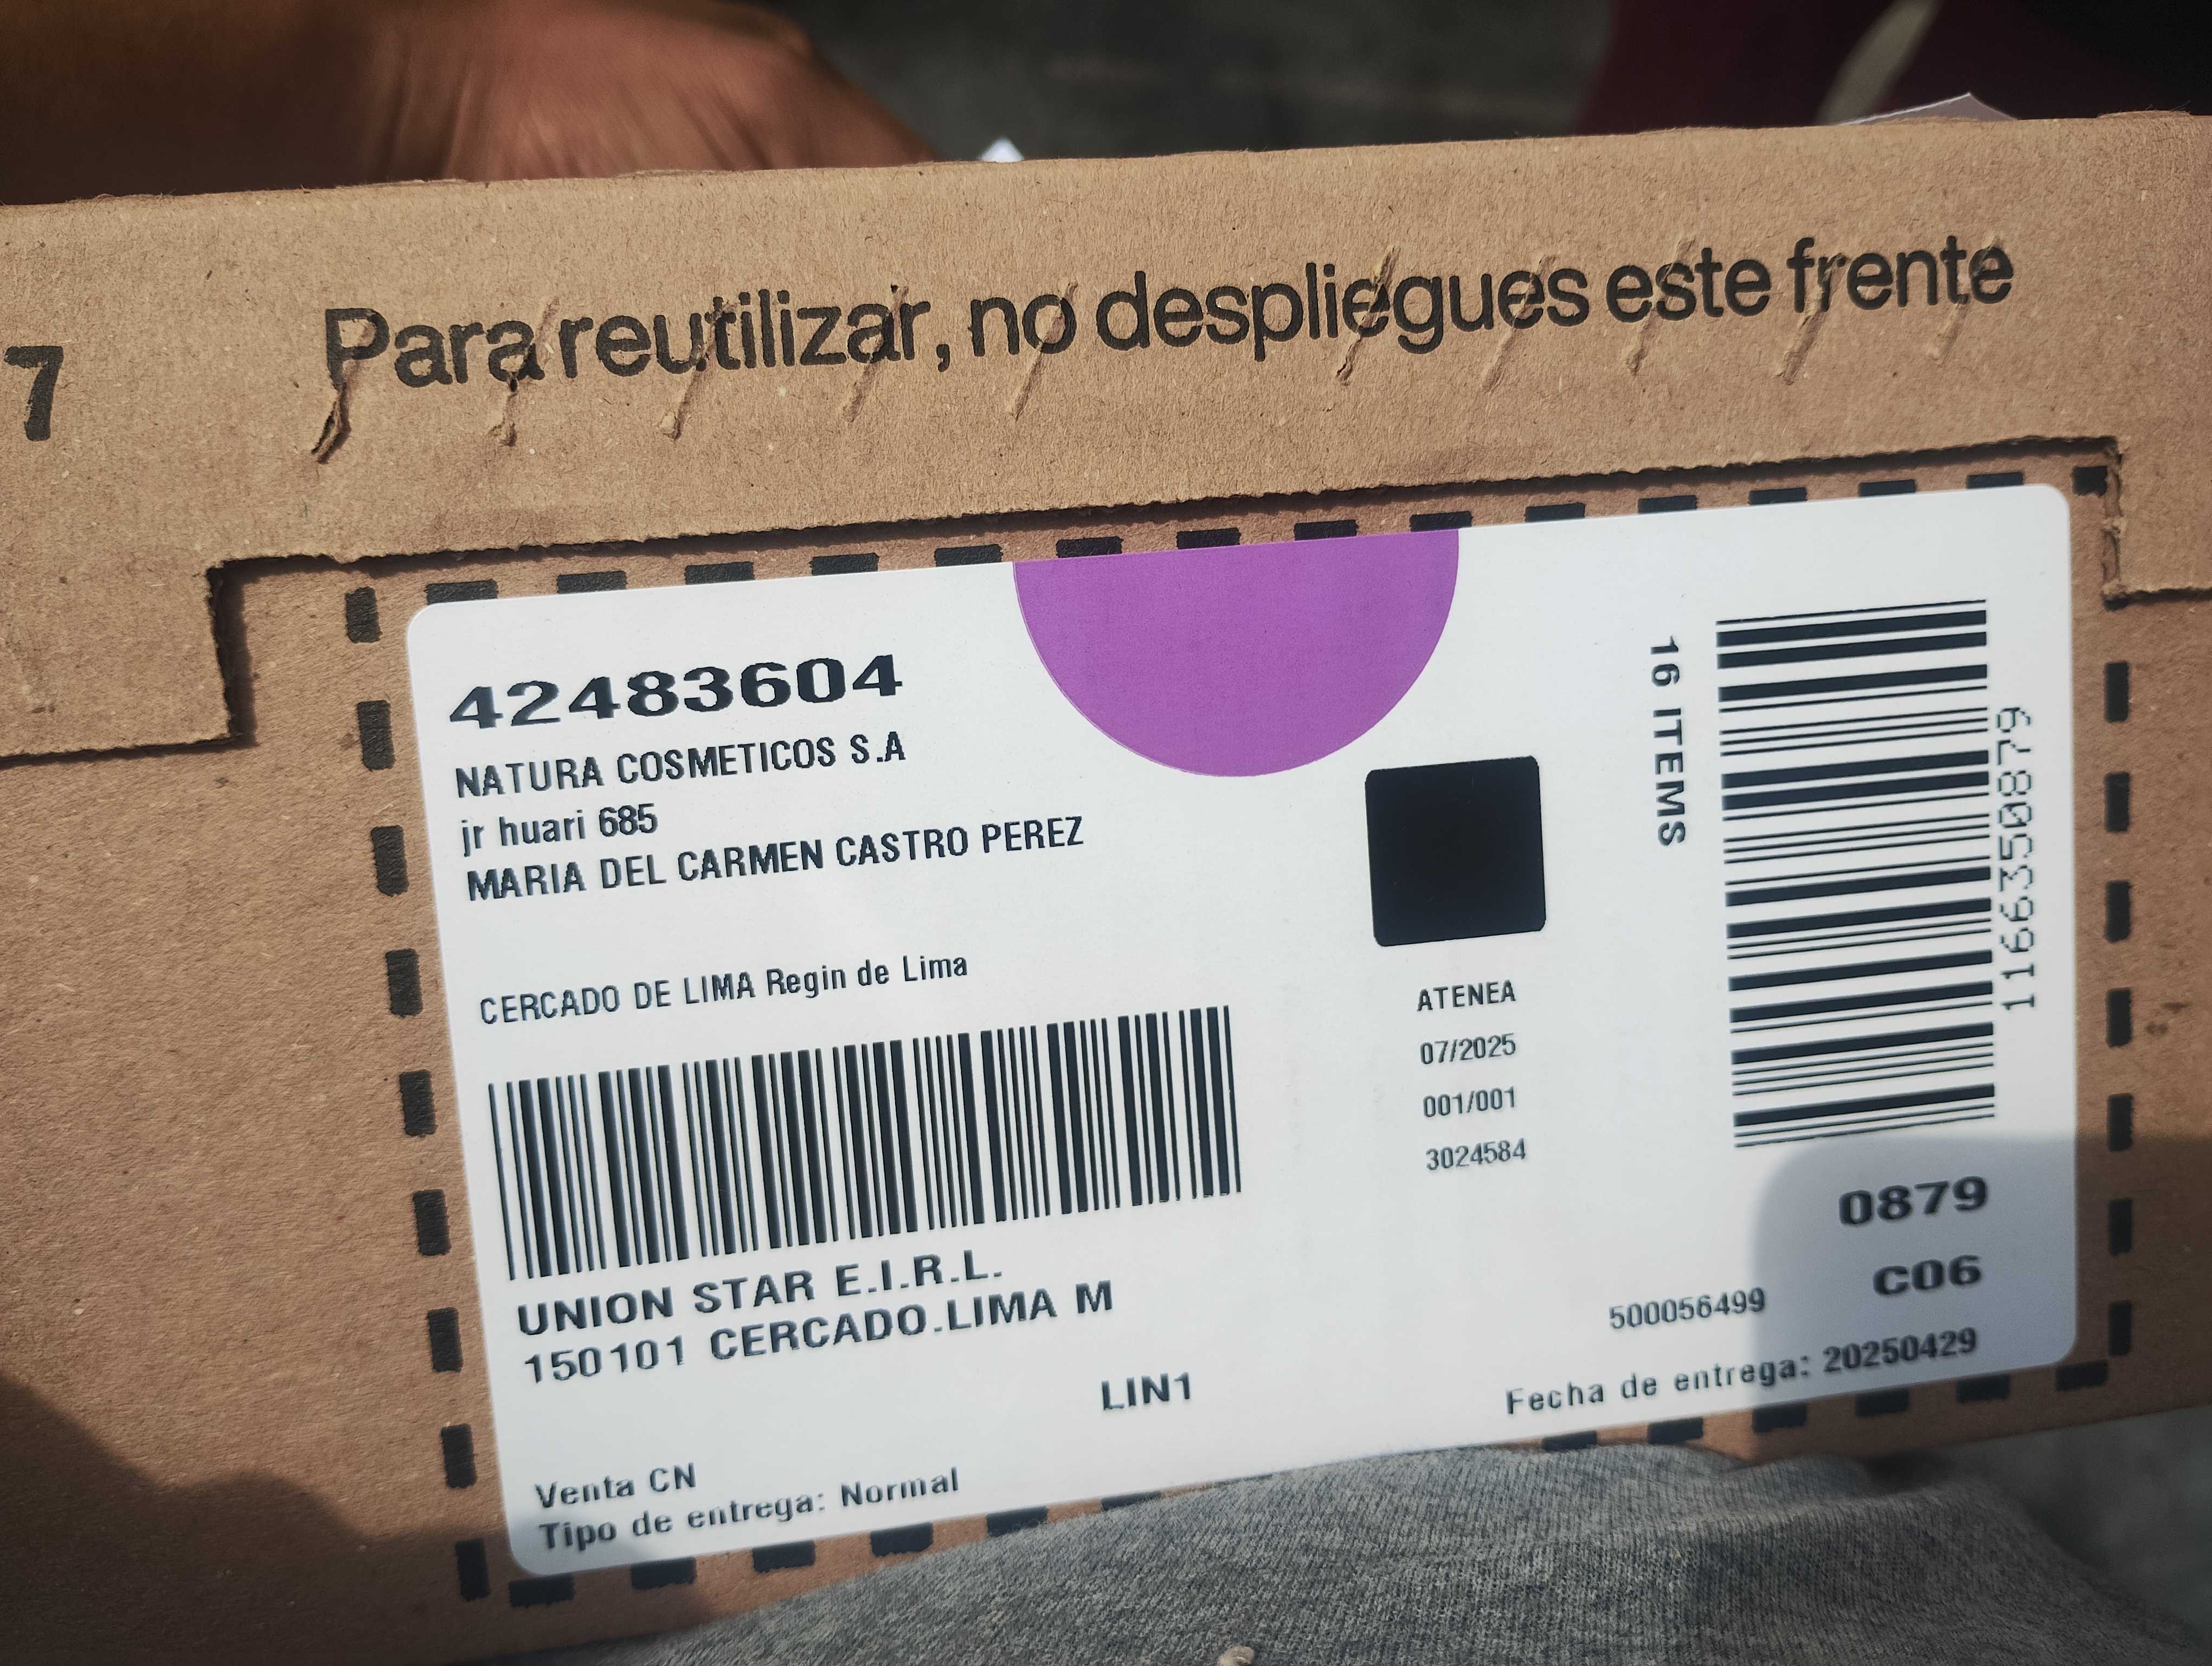 7
Para reutilizar, no despliegues este frente
42483604
NATURA COSMETICOS S.A
jr huari 685
MARIA DEL CARMEN CASTRO PEREZ
CERCADO DE LIMA Regin de Lima
UNION STAR E.I.R.L.
150101 CERCADO.LIMA M
LIN1
Venta CN
Tipo de entrega: Normal
ATENEA
07/2025
001/001
3024584
16 ITEMS
1166350879
0879
C06
500056499
Fecha de entrega: 20250429